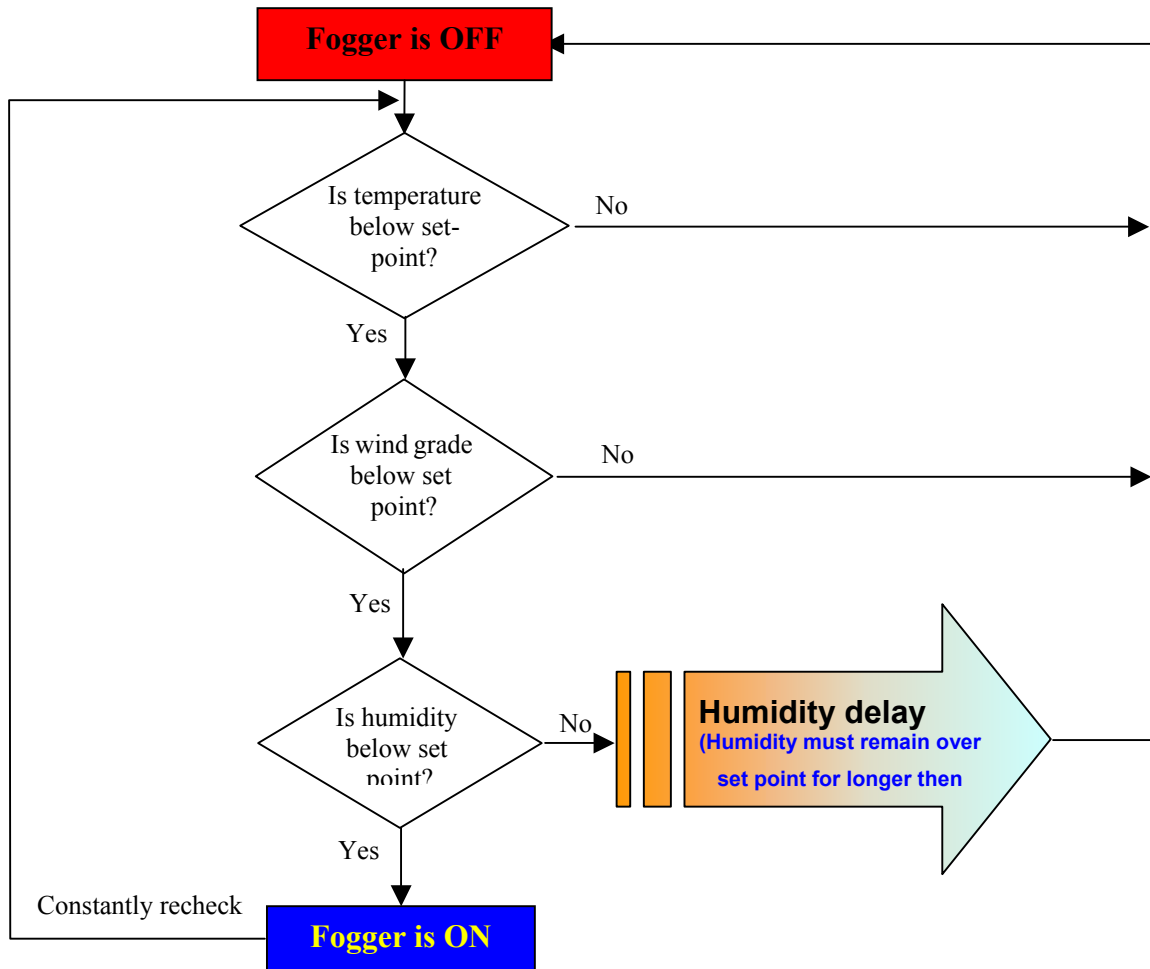 Fogger is OFF
Is temperature
below set-
point?
No
Yes
Is wind grade
below set
point?
No
Yes
Is humidity
below set
point?
No
Humidity delay
(Humidity must remain over
set point for longer then
Yes
Constantly recheck
Fogger is ON